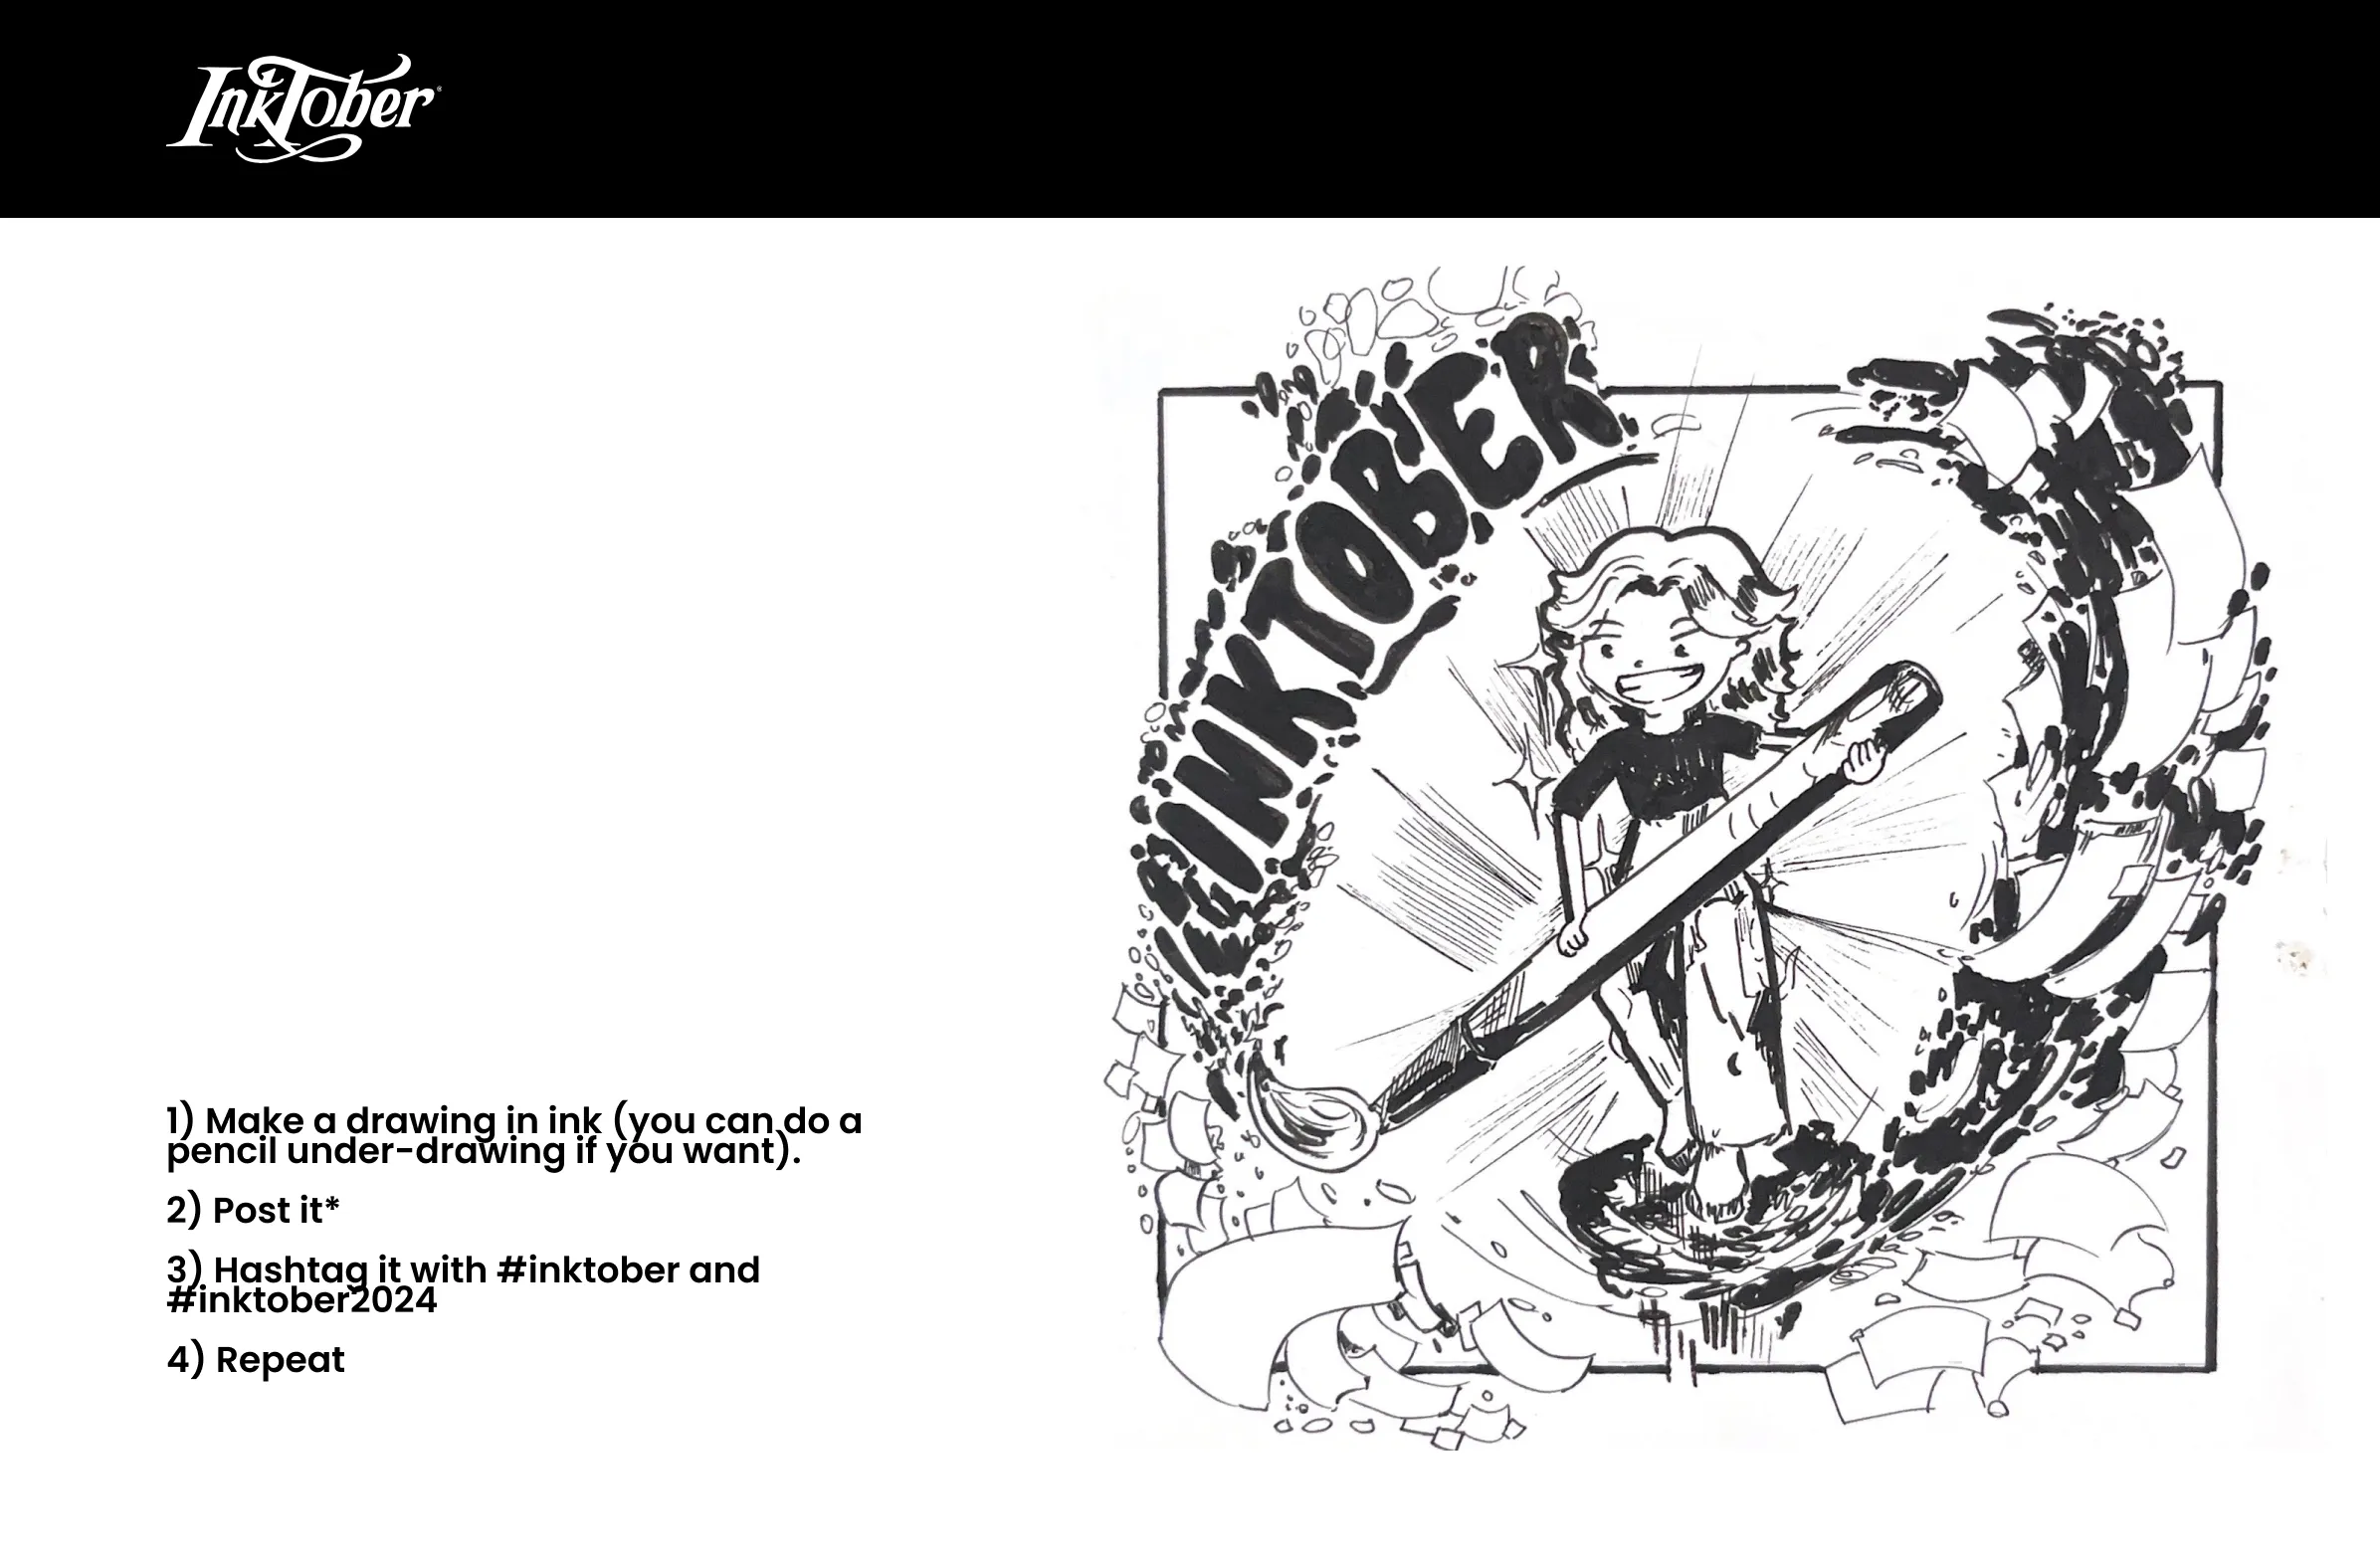 InkTober
INKTOBER
1) Make a drawing in ink (you can do a
pencil under-drawing if you want).
2) Post it*
3) Hashtag it with #inktober and
#inktober2024
4) Repeat